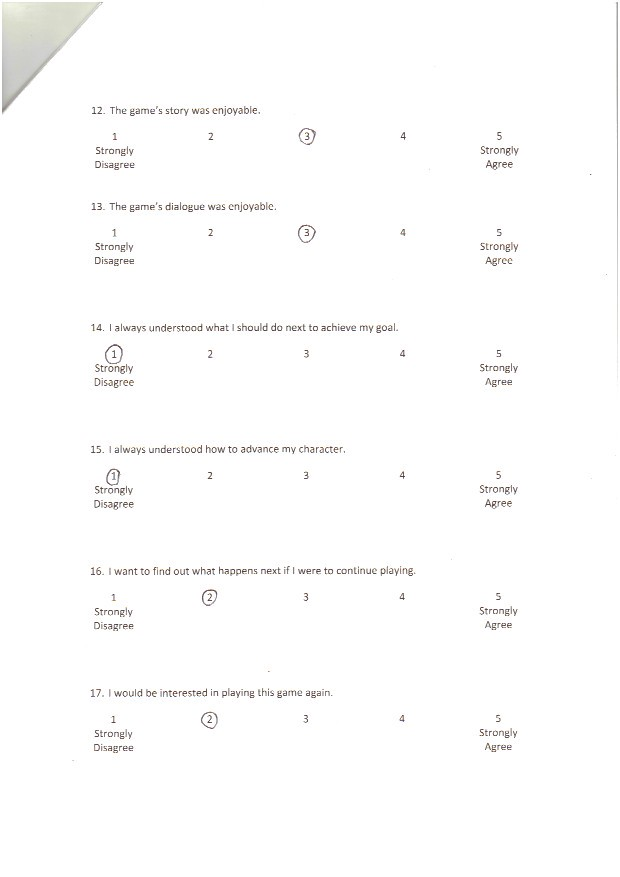 12. The game's story was enjoyable.
1 2 3 4 5
Strongly Strongly
Disagree Agree
13. The game's dialogue was enjoyable.
1 2 3 4 5
Strongly Strongly
Disagree Agree
14. I always understood what I should do next to achieve my goal.
1 2 3 4 5
Strongly Strongly
Disagree Agree
15. I always understood how to advance my character.
1 2 3 4 5
Strongly Strongly
Disagree Agree
16. I want to find out what happens next if I were to continue playing.
1 2 3 4 5
Strongly Strongly
Disagree Agree
17. I would be interested in playing this game again.
1 2 3 4 5
Strongly Strongly
Disagree Agree